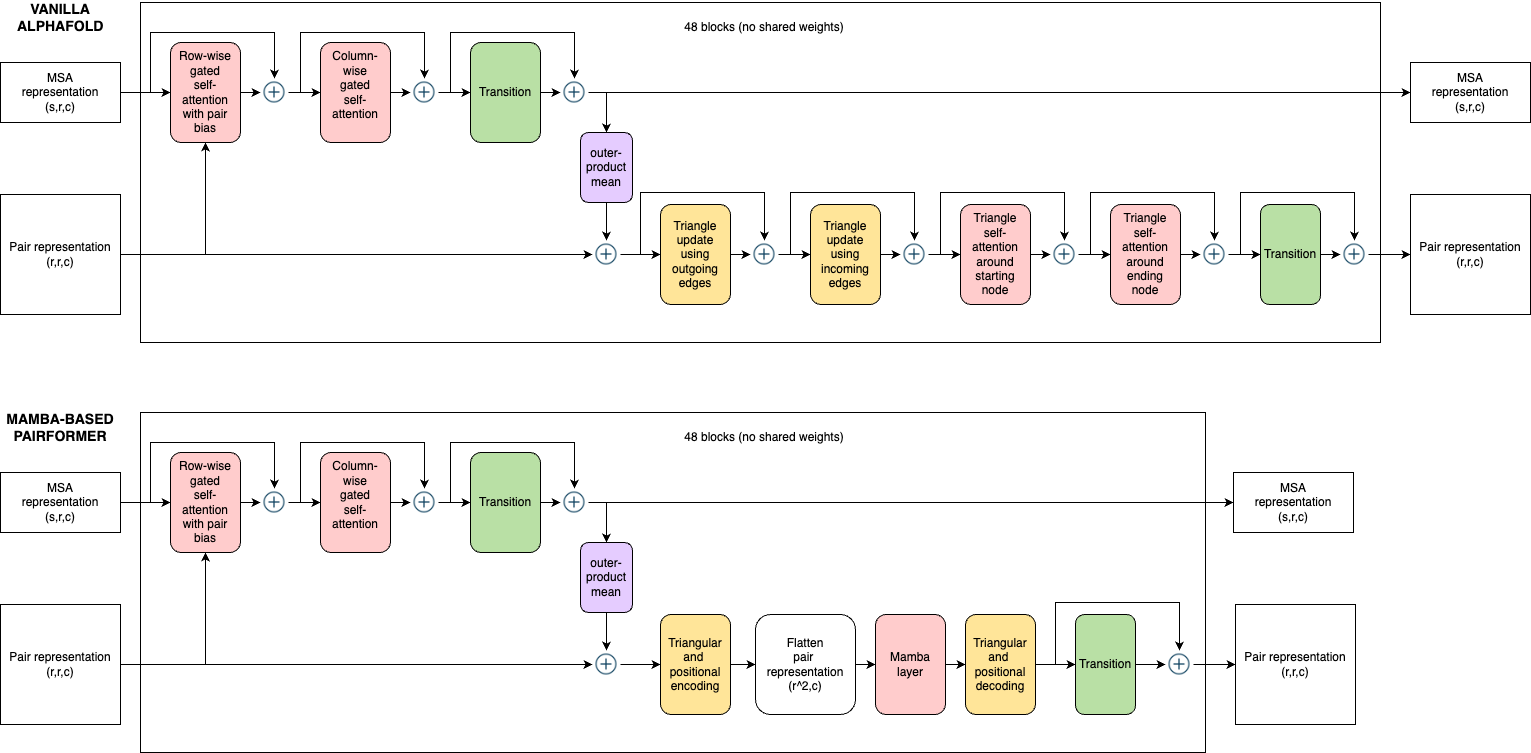 VANILLA
ALPHAFOLD
48 blocks (no shared weights)
MSA
representation
(s,r,c)
Row-wise
gated
self-
attention
with pair
bias
Column-
wise
gated
self-
attention
Transition
MSA
representation
(s,r,c)
outer-
product
mean
Pair representation
(r,r,c)
Triangle
update
using
outgoing
edges
Triangle
update
using
incoming
edges
Triangle
self-
attention
around
starting
node
Triangle
self-
attention
around
ending
node
Transition
Pair representation
(r,r,c)
MAMBA-BASED
PAIRFORMER
48 blocks (no shared weights)
MSA
representation
(s,r,c)
Row-wise
gated
self-
attention
with pair
bias
Column-
wise
gated
self-
attention
Transition
MSA
representation
(s,r,c)
outer-
product
mean
Pair representation
(r,r,c)
Triangular
and
positional
encoding
Flatten
pair
representation
(r^2,c)
Mamba
layer
Triangular
and
positional
decoding
Transition
Pair representation
(r,r,c)